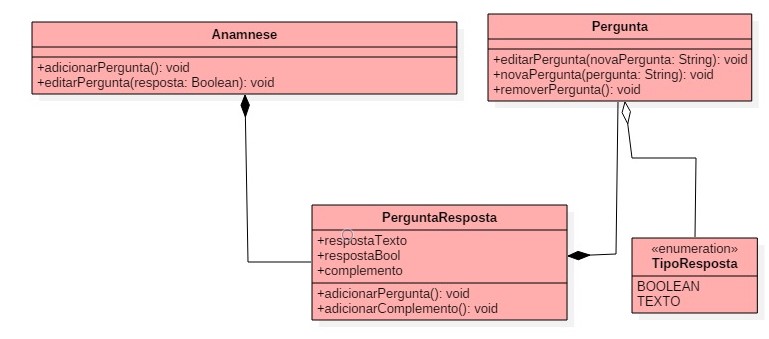 Anamnese
+adicionarPergunta(): void
+editarPergunta(resposta: Boolean): void
Pergunta
+editarPergunta(novaPergunta: String): void
+novaPergunta(pergunta: String): void
+removerPergunta(): void
PerguntaResposta
+respostaTexto
+respostaBool
+complemento
+adicionarPergunta(): void
+adicionarComplemento(): void
«enumeration»
TipoResposta
BOOLEAN
TEXTO